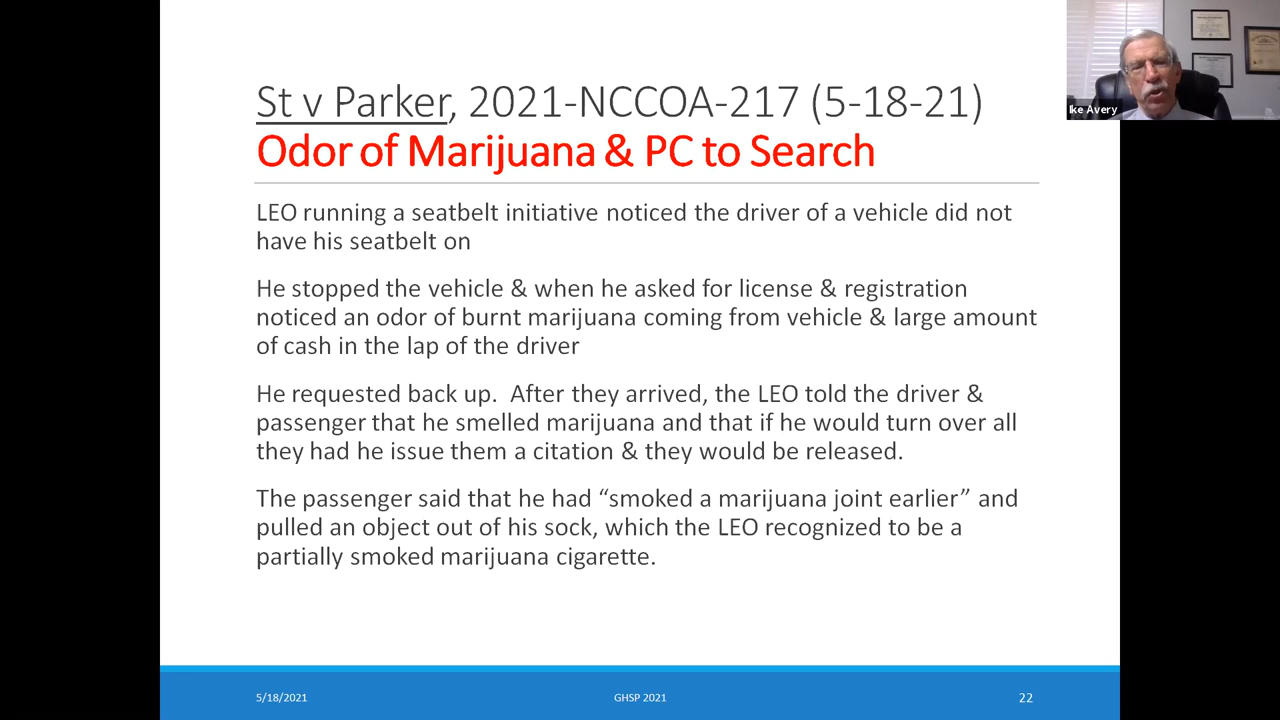 St v Parker, 2021-NCCOA-217 (5-18-21)
Odor of Marijuana & PC to Search
LEO running a seatbelt initiative noticed the driver of a vehicle did not
have his seatbelt on
He stopped the vehicle & when he asked for license & registration
noticed an odor of burnt marijuana coming from vehicle & large amount
of cash in the lap of the driver
He requested back up.  After they arrived, the LEO told the driver &
passenger that he smelled marijuana and that if he would turn over all
they had he issue them a citation & they would be released.
The passenger said that he had “smoked a marijuana joint earlier” and
pulled an object out of his sock, which the LEO recognized to be a
partially smoked marijuana cigarette.
5/18/2021
GHSP 2021
22
Ike Avery